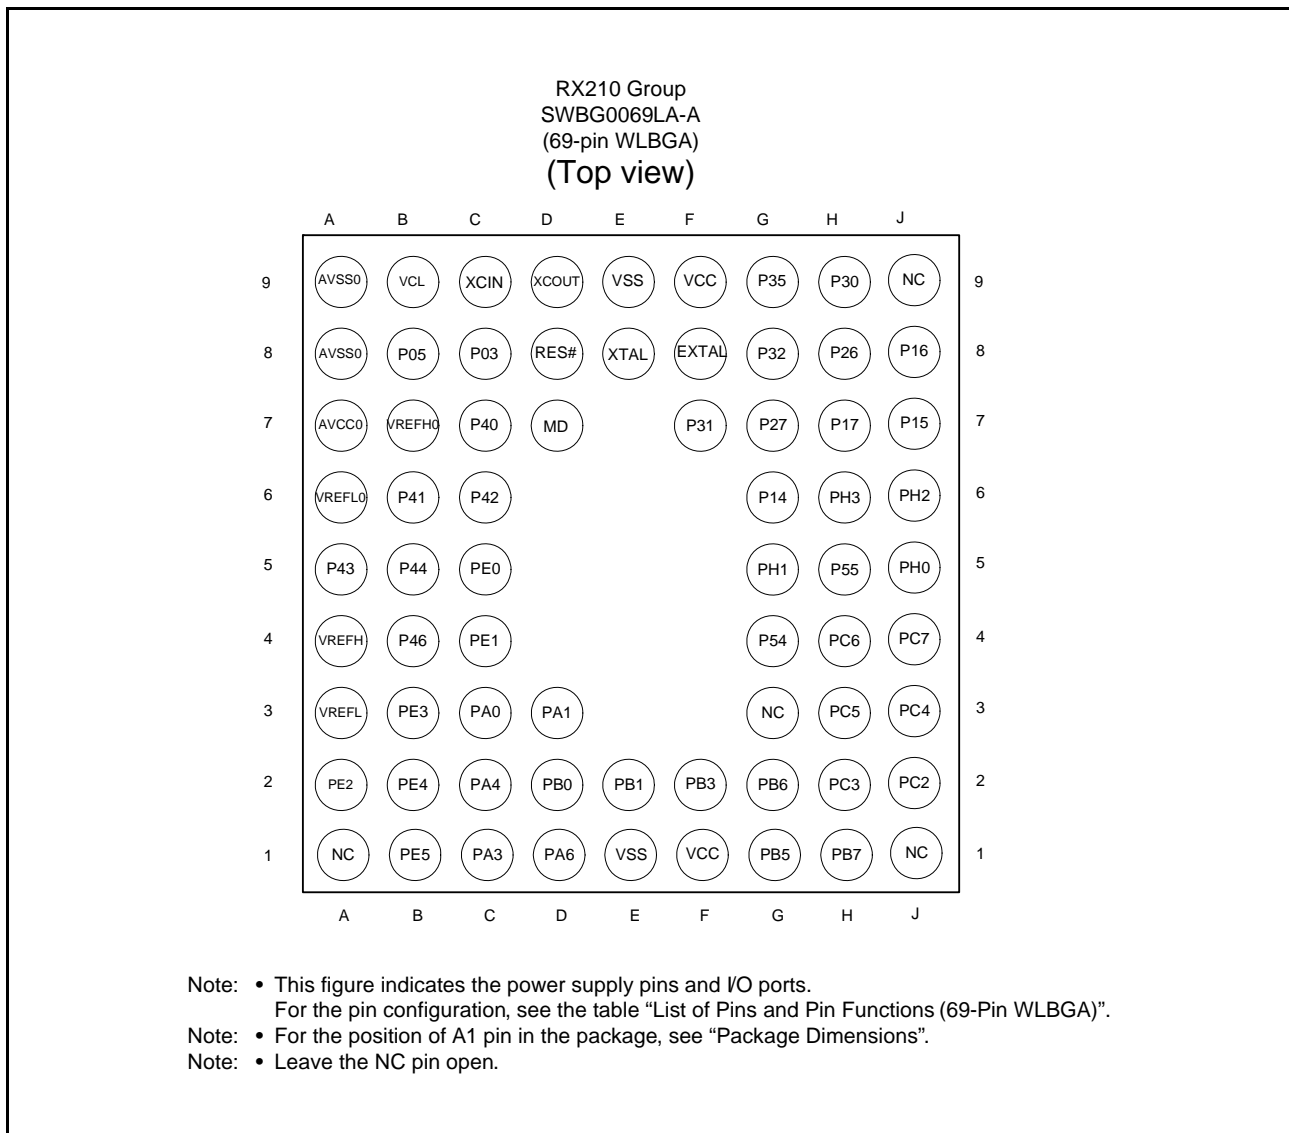 RX210 Group
SWBG0069LA-A
(69-pin WLBGA)
(Top view)
A B C D E F G H J
9 AVSS0 VCL XCIN XCOUT VSS VCC P35 P30 NC 9
8 AVSS0 P05 P03 RES# XTAL EXTAL P32 P26 P16 8
7 AVCC0 VREFH0 P40 MD P31 P27 P17 P15 7
6 VREFL0 P41 P42 P14 PH3 PH2 6
5 P43 P44 PE0 PH1 P55 PH0 5
4 VREFH P46 PE1 P54 PC6 PC7 4
3 VREFL PE3 PA0 PA1 NC PC5 PC4 3
2 PE2 PE4 PA4 PB0 PB1 PB3 PB6 PC3 PC2 2
1 NC PE5 PA3 PA6 VSS VCC PB5 PB7 NC 1
A B C D E F G H J
Note: • This figure indicates the power supply pins and I/O ports.
For the pin configuration, see the table “List of Pins and Pin Functions (69-Pin WLBGA)”.
Note: • For the position of A1 pin in the package, see “Package Dimensions”.
Note: • Leave the NC pin open.